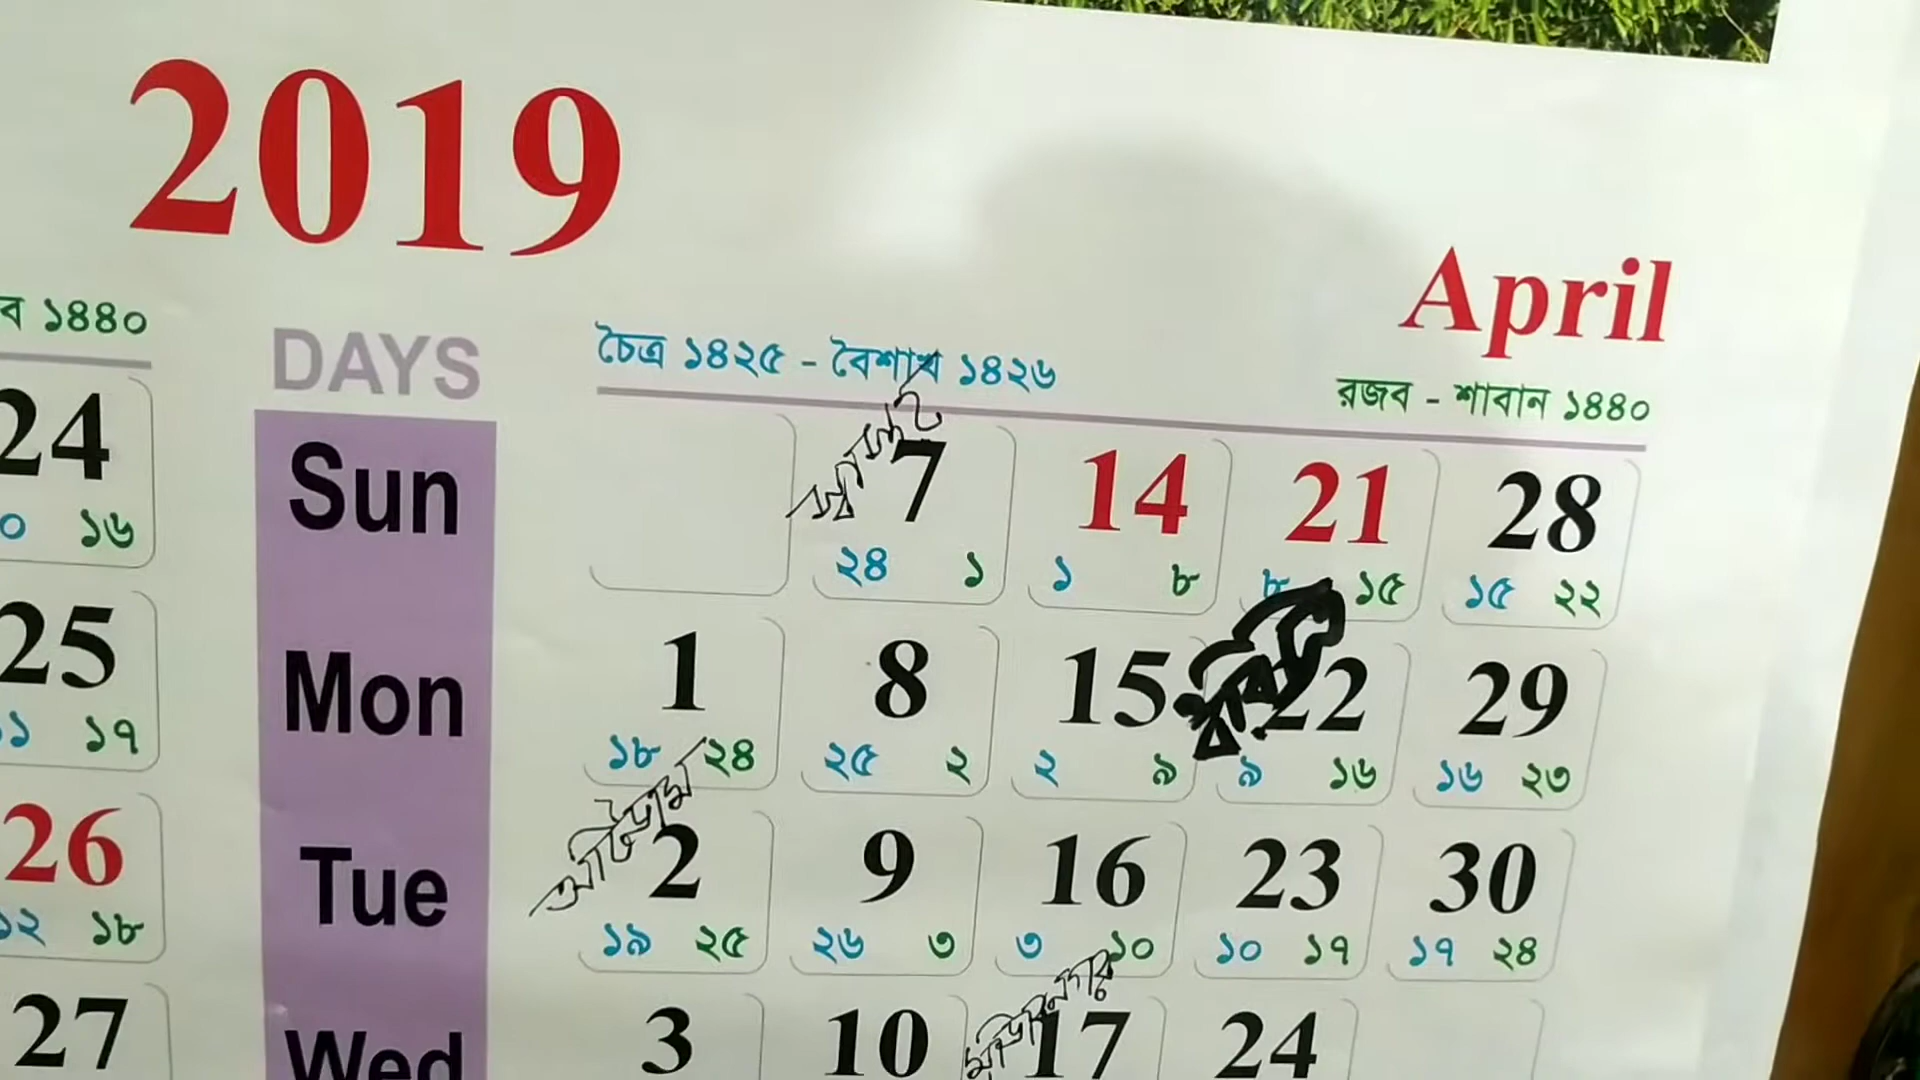 2019
April
ব ১৪৪০
DAYS
চৈত্র ১৪২৫ - বৈশাখ ১৪২৬
রজব - শাবান ১৪৪০
24
Sun
7 14 21 28
০ ১৬
২৪ ১ ১ ৮ ৮ ১৫ ১৫ ২২
25
Mon
1 8 15 22 29
১ ১৭
১৮ ২৪ ২৫ ২ ২ ৯ ৯ ১৬ ১৬ ২৩
26
Tue
2 9 16 23 30
১২ ১৮
১৯ ২৫ ২৬ ৩ ৩ ১০ ১০ ১৭ ১৭ ২৪
27
Wed
3 10 17 24